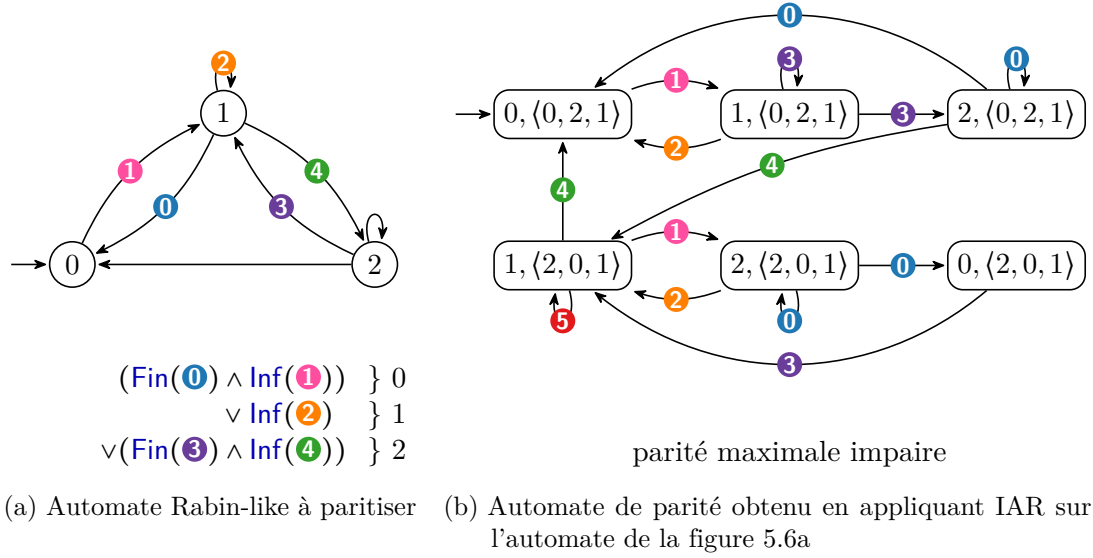 2
1
1
4
0
3
0
2
(Fin(0) ∧ Inf(1)) } 0
∨ Inf(2) } 1
∨(Fin(3) ∧ Inf(4)) } 2
(a) Automate Rabin-like à paritiser
0
1
3
0
0, ⟨0, 2, 1⟩
1, ⟨0, 2, 1⟩
3
2, ⟨0, 2, 1⟩
2
4
4
1
1, ⟨2, 0, 1⟩
2, ⟨2, 0, 1⟩
0
0, ⟨2, 0, 1⟩
2
5
0
3
parité maximale impaire
(b) Automate de parité obtenu en appliquant IAR sur
l'automate de la figure 5.6a